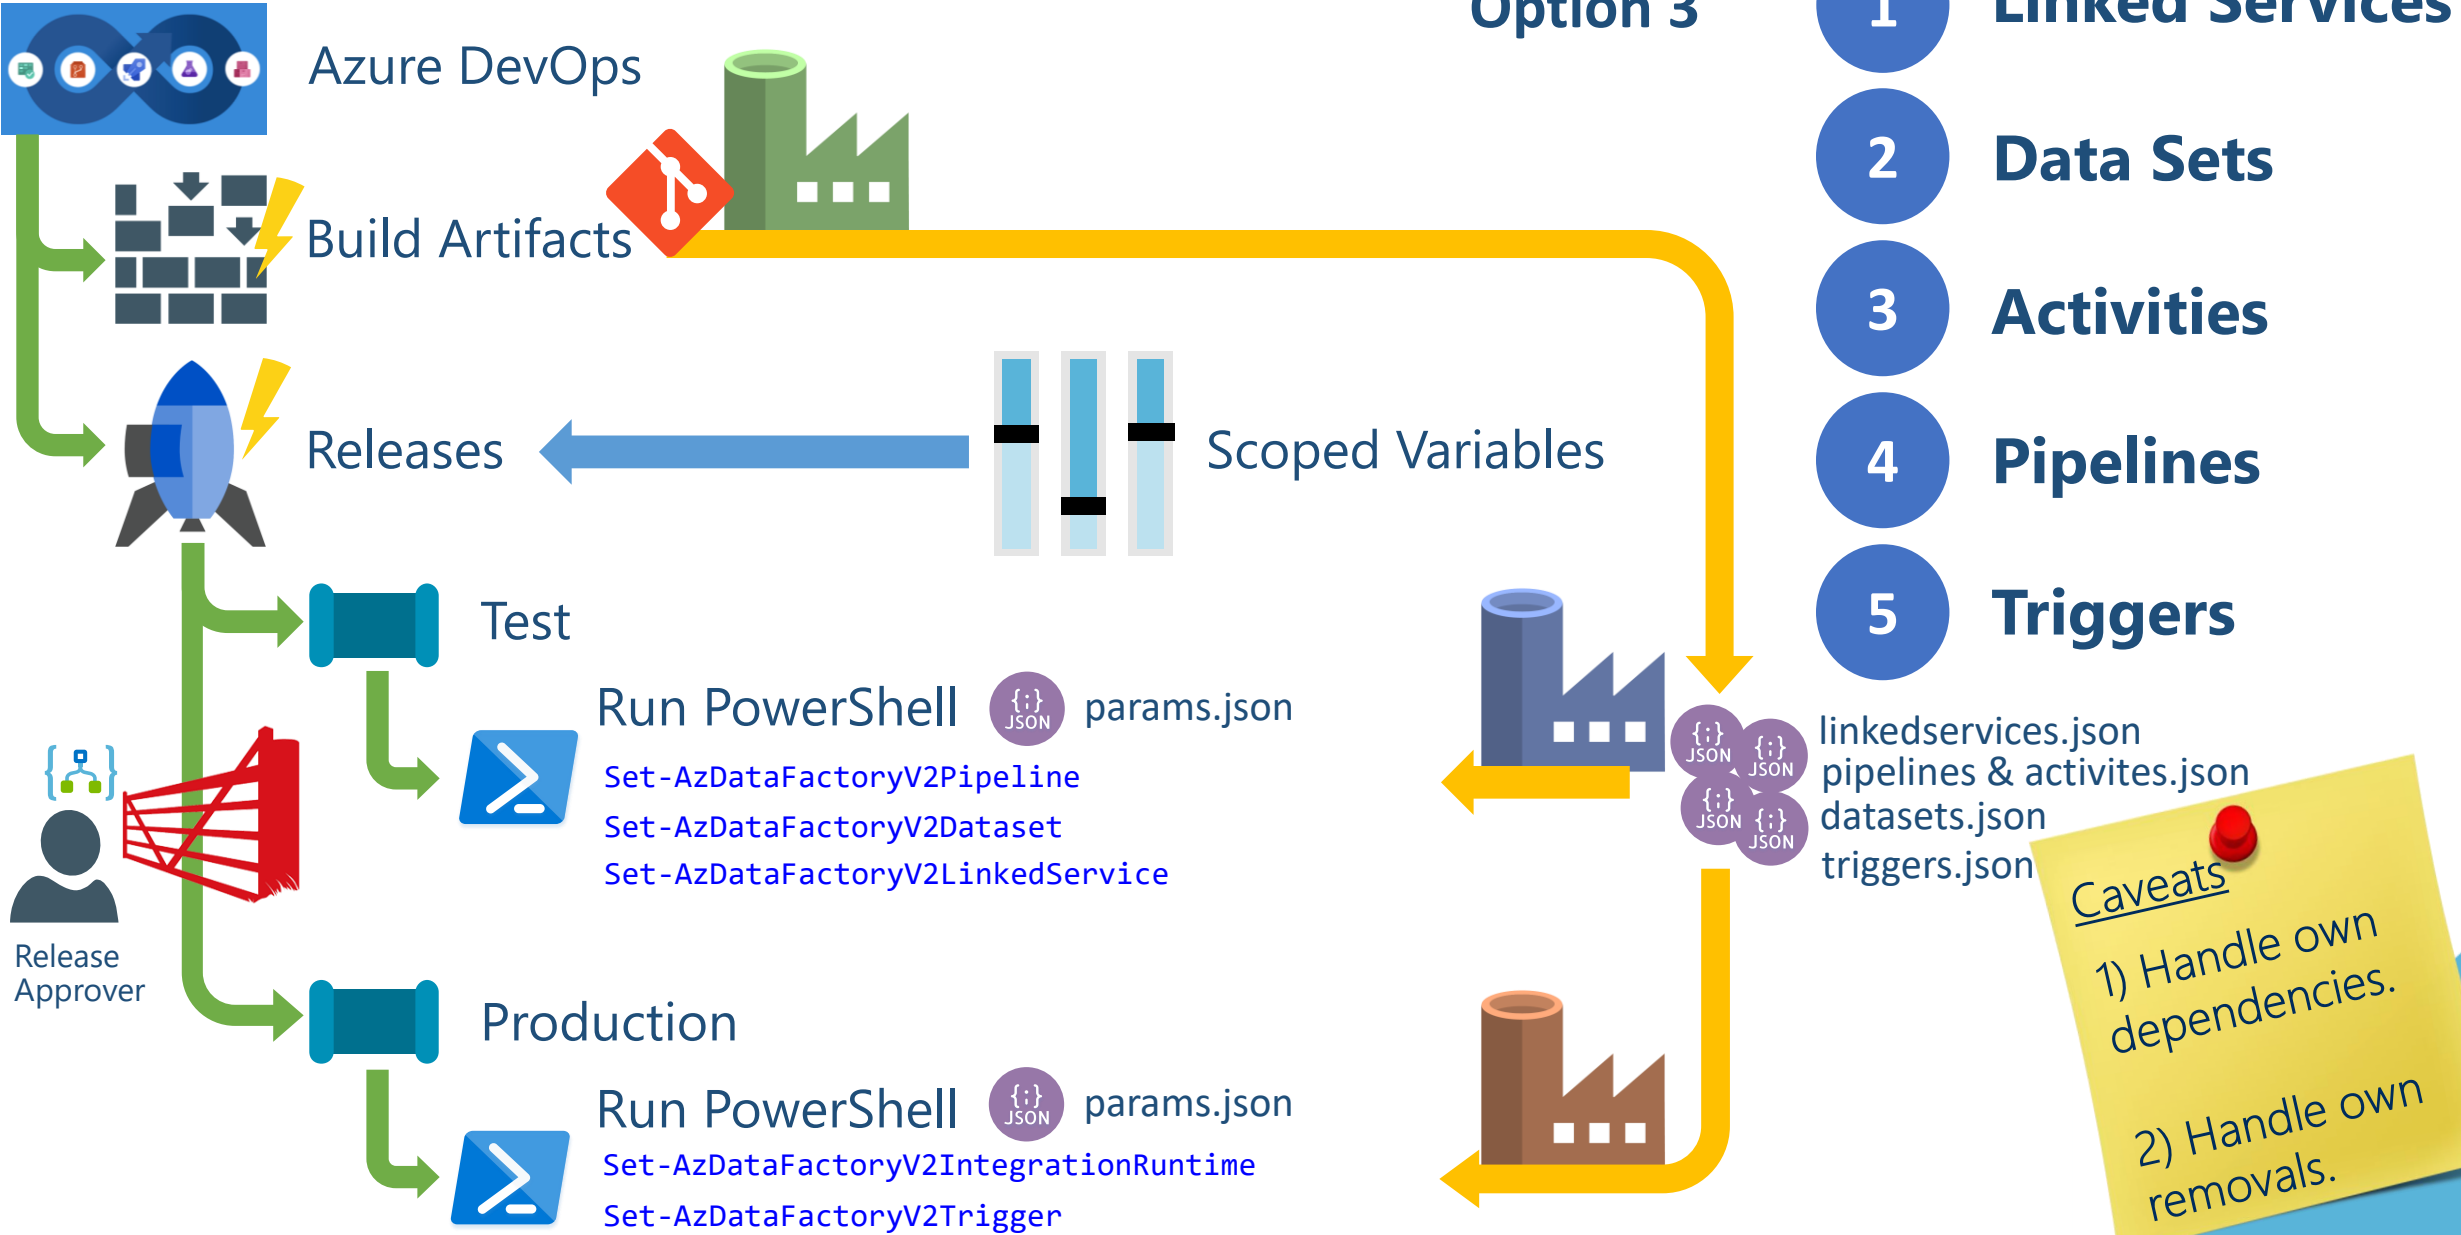 Option 3
1
Linked Services
Azure DevOps
2
Data Sets
Build Artifacts
3
Activities
Releases
Scoped Variables
4
Pipelines
Test
5
Triggers
Run PowerShell
{;}
JSON
params.json
Set-AzDataFactoryV2Pipeline
Set-AzDataFactoryV2Dataset
Set-AzDataFactoryV2LinkedService
{;}
JSON
{;}
JSON
{;}
JSON
{;}
JSON
linkedservices.json
pipelines & activites.json
datasets.json
triggers.json
Release
Approver
Production
Run PowerShell
{;}
JSON
params.json
Set-AzDataFactoryV2IntegrationRuntime
Set-AzDataFactoryV2Trigger
Caveats
1) Handle own
dependencies.
2) Handle own
removals.